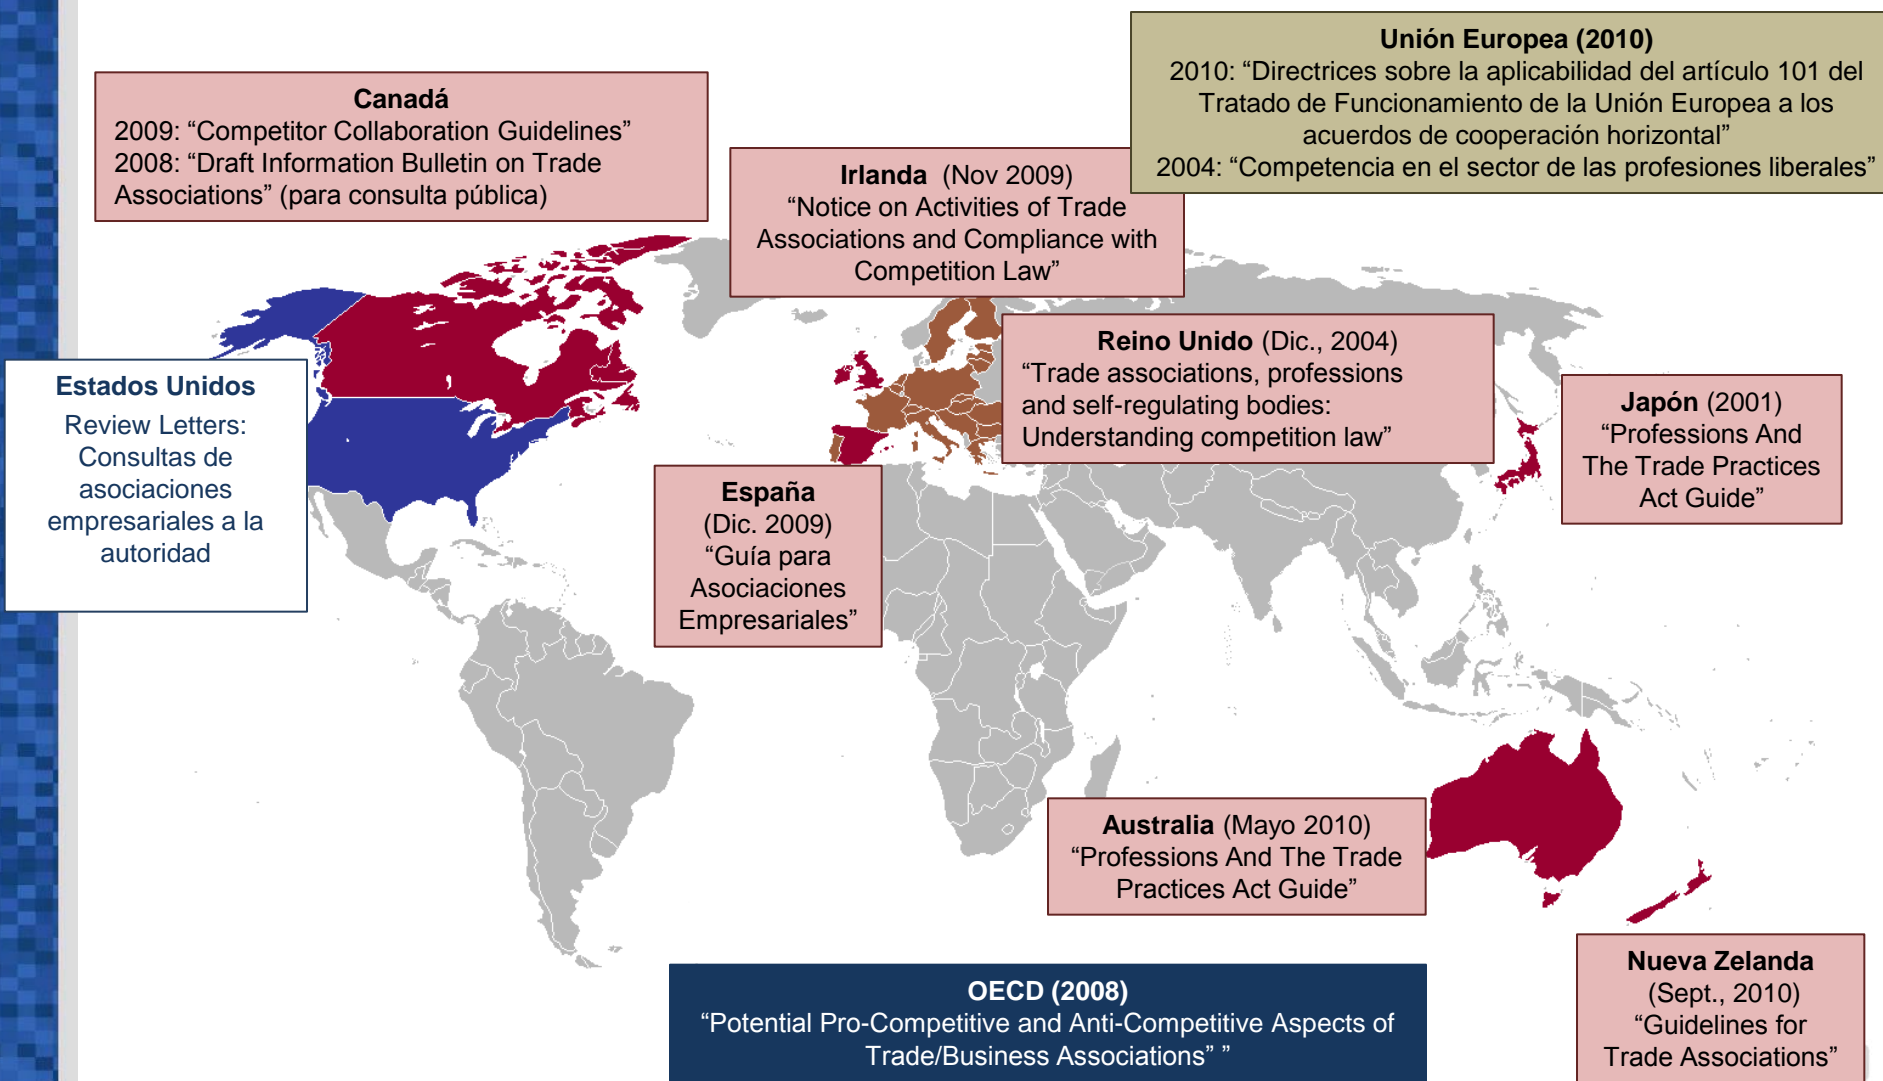 Unión Europea (2010)
2010: “Directrices sobre la aplicabilidad del artículo 101 del
Tratado de Funcionamiento de la Unión Europea a los
acuerdos de cooperación horizontal”
2004: “Competencia en el sector de las profesiones liberales”
Canadá
2009: “Competitor Collaboration Guidelines”
2008: “Draft Information Bulletin on Trade
Associations” (para consulta pública)
Irlanda (Nov 2009)
“Notice on Activities of Trade
Associations and Compliance with
Competition Law”
Reino Unido (Dic., 2004)
“Trade associations, professions
and self-regulating bodies:
Understanding competition law”
Estados Unidos
Review Letters:
Consultas de
asociaciones
empresariales a la
autoridad
Japón (2001)
“Professions And
The Trade Practices
Act Guide”
España
(Dic. 2009)
“Guía para
Asociaciones
Empresariales”
Australia (Mayo 2010)
“Professions And The Trade
Practices Act Guide”
Nueva Zelanda
(Sept., 2010)
“Guidelines for
Trade Associations”
OECD (2008)
“Potential Pro-Competitive and Anti-Competitive Aspects of
Trade/Business Associations” ”